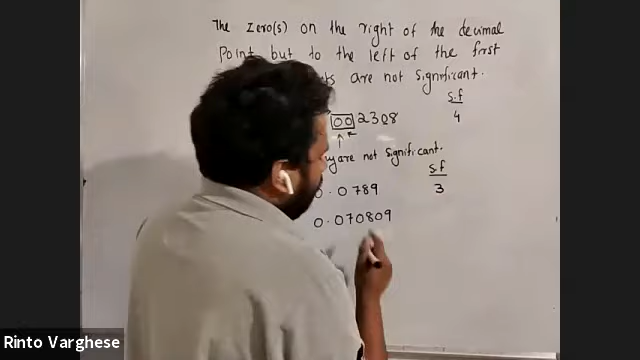 The zero(s) on the right of the decimal
Point but to the left of the first
are not significant.
s.f
002308 4
are not significant.
s.f
0.0789 3
0.070809
Rinto Varghese